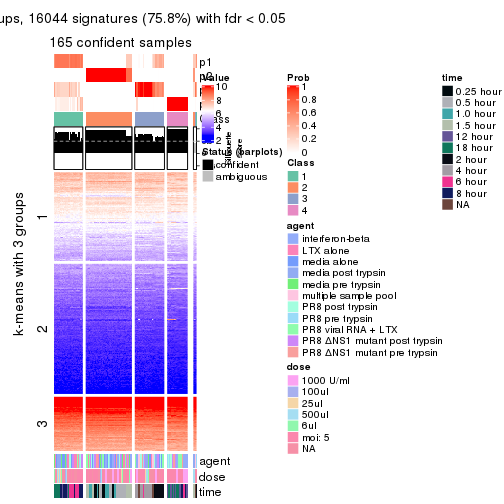 ups, 16044 signatures (75.8%) with fdr < 0.05
165 confident samples
p1
value
10
8
6
4
2
Status (barplots)
confident
ambiguous
Silhouette
score
k-means with 3 groups
1
2
3
agent
dose
time
Prob
1
0.8
0.6
0.4
0.2
0
Class
1
2
3
4
agent
interferon-beta
LTX alone
media alone
media post trypsin
media pre trypsin
multiple sample pool
PR8 post trypsin
PR8 pre trypsin
PR8 viral RNA + LTX
PR8 ΔNS1 mutant post trypsin
PR8 ΔNS1 mutant pre trypsin
dose
1000 U/ml
100ul
25ul
500ul
6ul
moi: 5
NA
time
0.25 hour
0.5 hour
1.0 hour
1.5 hour
12 hour
18 hour
2 hour
4 hour
6 hour
8 hour
NA